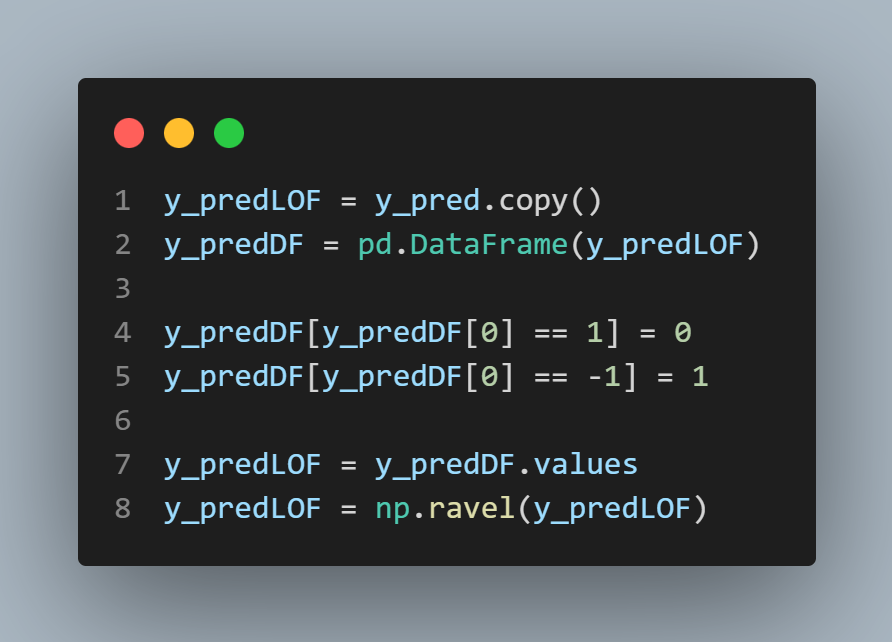 1 y_predLOF = y_pred.copy()
2 y_predDF = pd.DataFrame(y_predLOF)
3
4 y_predDF[y_predDF[0] == 1] = 0
5 y_predDF[y_predDF[0] == -1] = 1
6
7 y_predLOF = y_predDF.values
8 y_predLOF = np.ravel(y_predLOF)